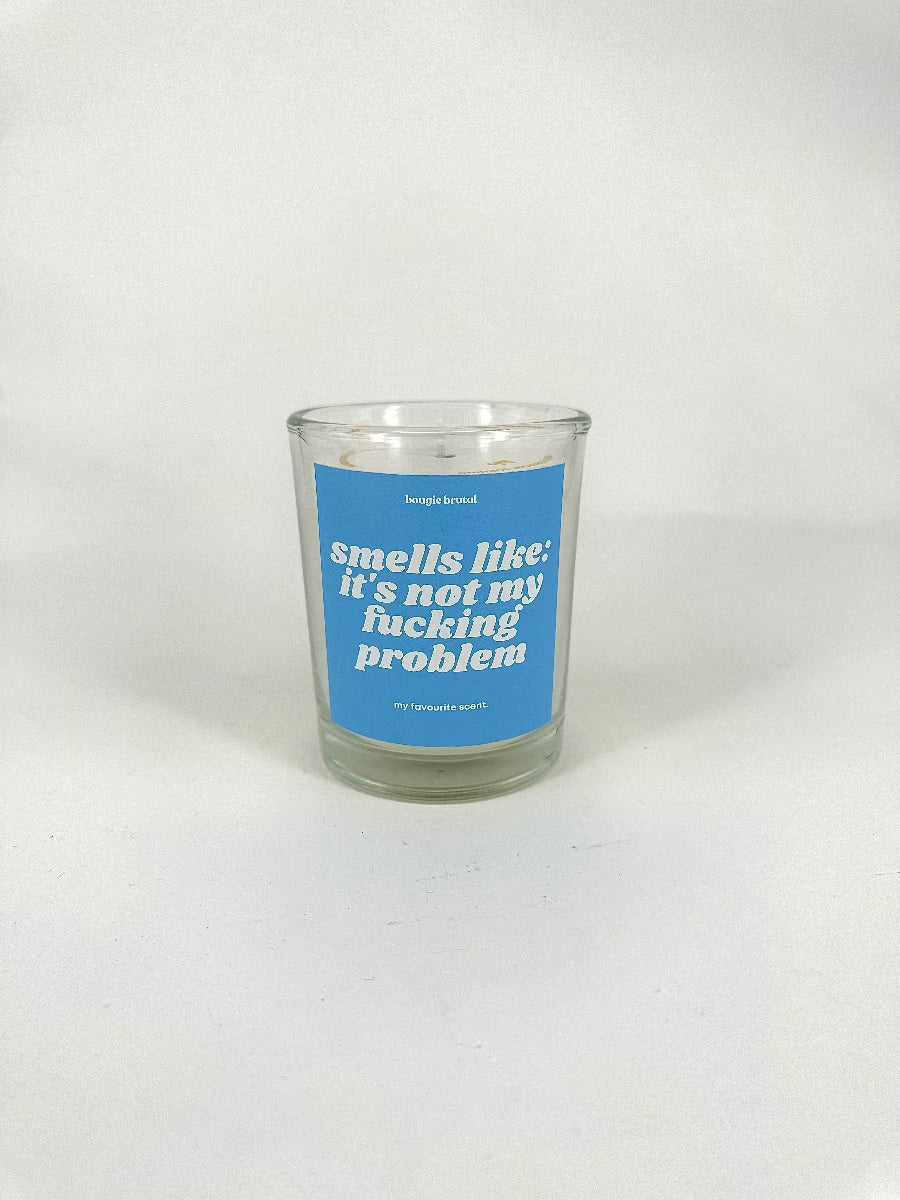 bougie brutal
smells like:
it's not my
fucking
problem
my favourite scent.